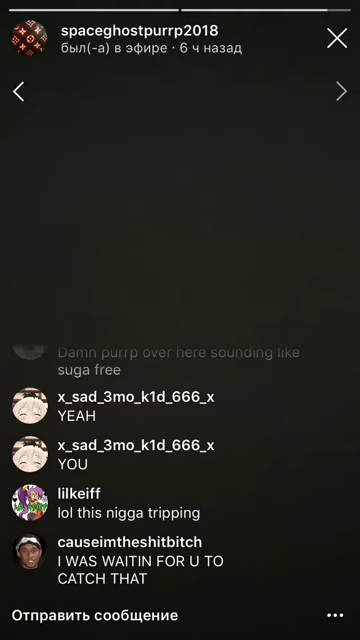 spaceghostpurrp2018
был(-а) в эфире · 6 ч назад
Damn purrp over here sounding like
suga free
x_sad_3mo_k1d_666_x
YEAH
x_sad_3mo_k1d_666_x
YOU
lilkeiff
lol this nigga tripping
causeimtheshitbitch
I WAS WAITIN FOR U TO
CATCH THAT
Отправить сообщение